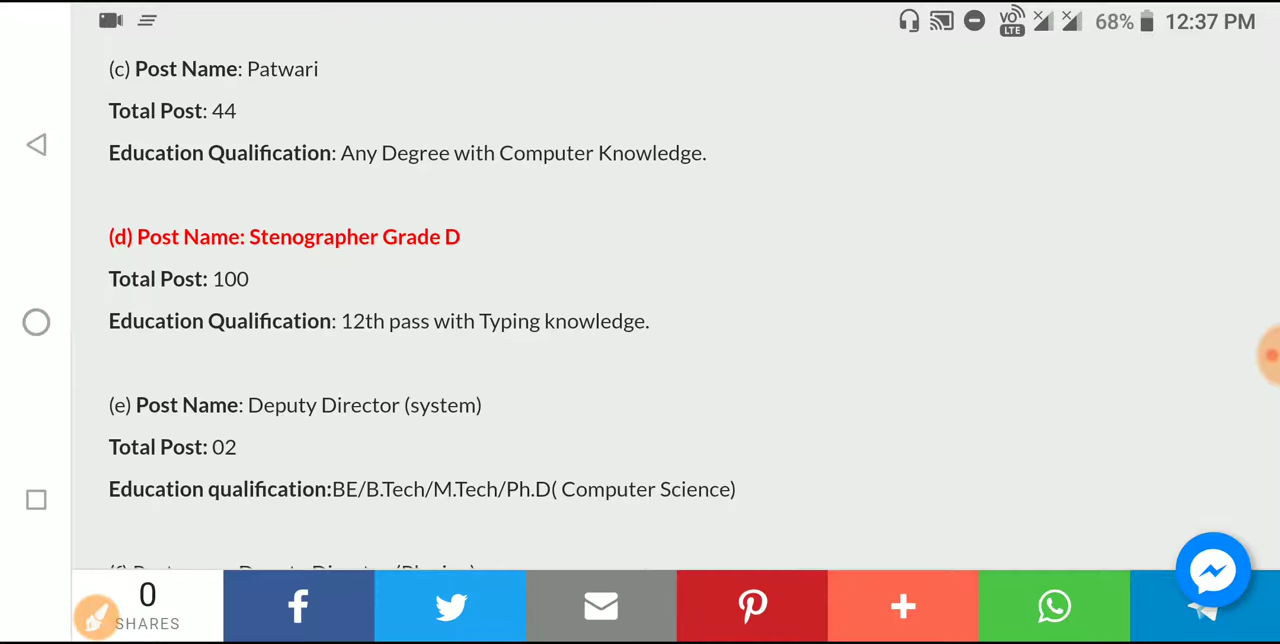 VO
LTE
68%
12:37 PM
(c) Post Name: Patwari
Total Post: 44
Education Qualification: Any Degree with Computer Knowledge.
(d) Post Name: Stenographer Grade D
Total Post: 100
Education Qualification: 12th pass with Typing knowledge.
(e) Post Name: Deputy Director (system)
Total Post: 02
Education qualification:BE/B.Tech/M.Tech/Ph.D( Computer Science)
0
SHARES